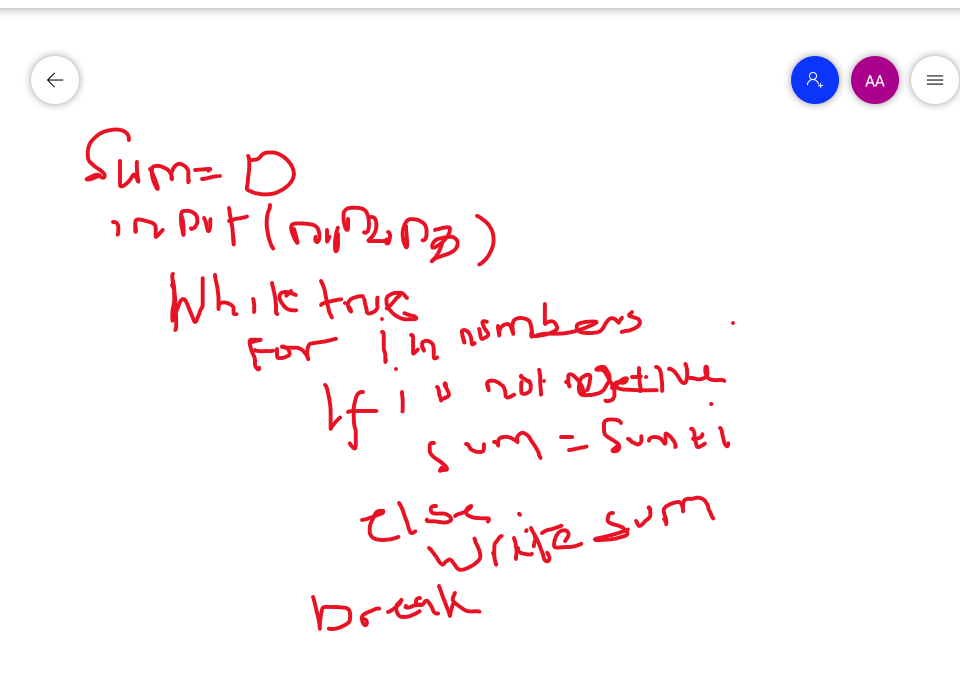 AA
Sum = 0
input (n1, n2, n3)
While true
For i in numbers
If i is not negetive
sum = sum + i
else
write sum
break